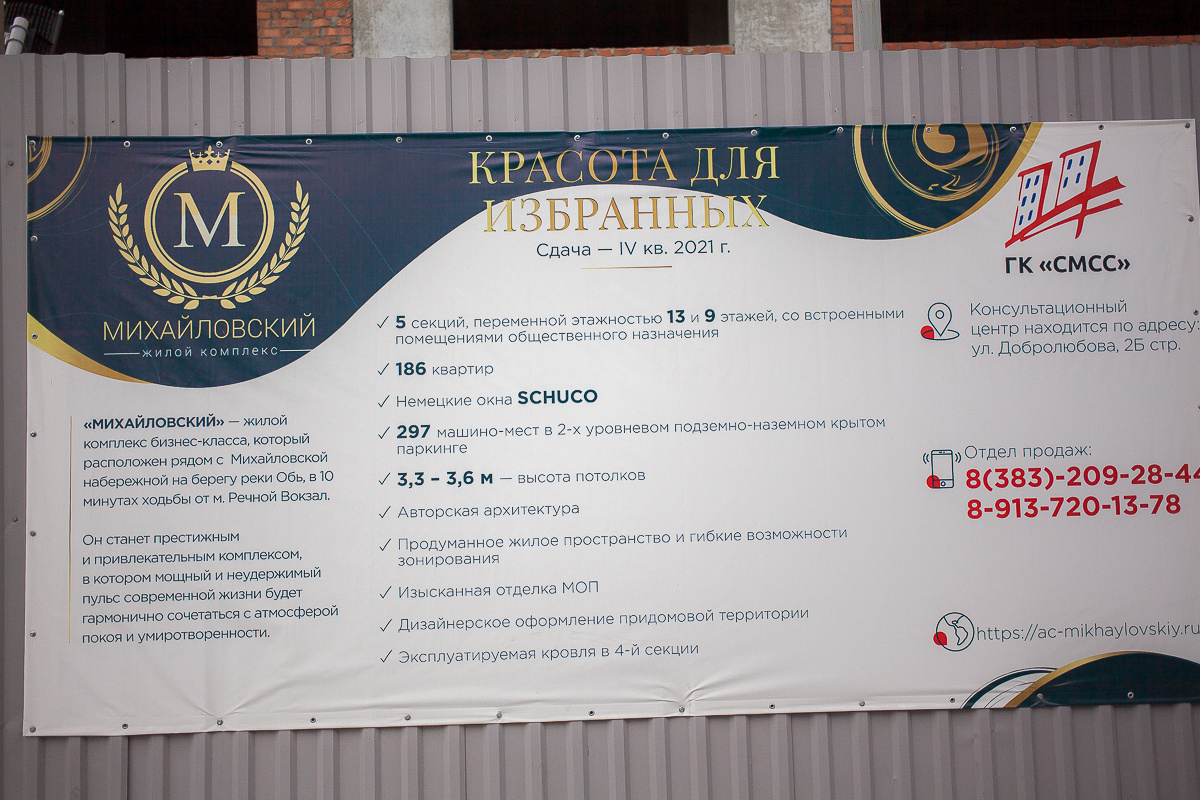 М
МИХАЙЛОВСКИЙ
ЖИЛОЙ КОМПЛЕКС
КРАСОТА ДЛЯ
ИЗБРАННЫХ
Сдача — IV кв. 2021 г.
ГК «СМСС»
«МИХАЙЛОВСКИЙ» — жилой
комплекс бизнес-класса, который
расположен рядом с Михайловской
набережной на берегу реки Обь, в 10
минутах ходьбы от м. Речной Вокзал.
Он станет престижным
и привлекательным комплексом,
в котором мощный и неудержимый
пульс современной жизни будет
гармонично сочетаться с атмосферой
покоя и умиротворенности.
✓ 5 секций, переменной этажностью 13 и 9 этажей, со встроенными
помещениями общественного назначения
✓ 186 квартир
✓ Немецкие окна SCHUCO
✓ 297 машино-мест в 2-х уровневом подземно-наземном крытом
паркинге
✓ 3,3 – 3,6 м — высота потолков
✓ Авторская архитектура
✓ Продуманное жилое пространство и гибкие возможности
зонирования
✓ Изысканная отделка МОП
✓ Дизайнерское оформление придомовой территории
✓ Эксплуатируемая кровля в 4-й секции
Консультационный
центр находится по адресу:
ул. Добролюбова, 2Б стр.
Отдел продаж:
8(383)-209-28-44
8-913-720-13-78
https://ac-mikhaylovskiy.ru